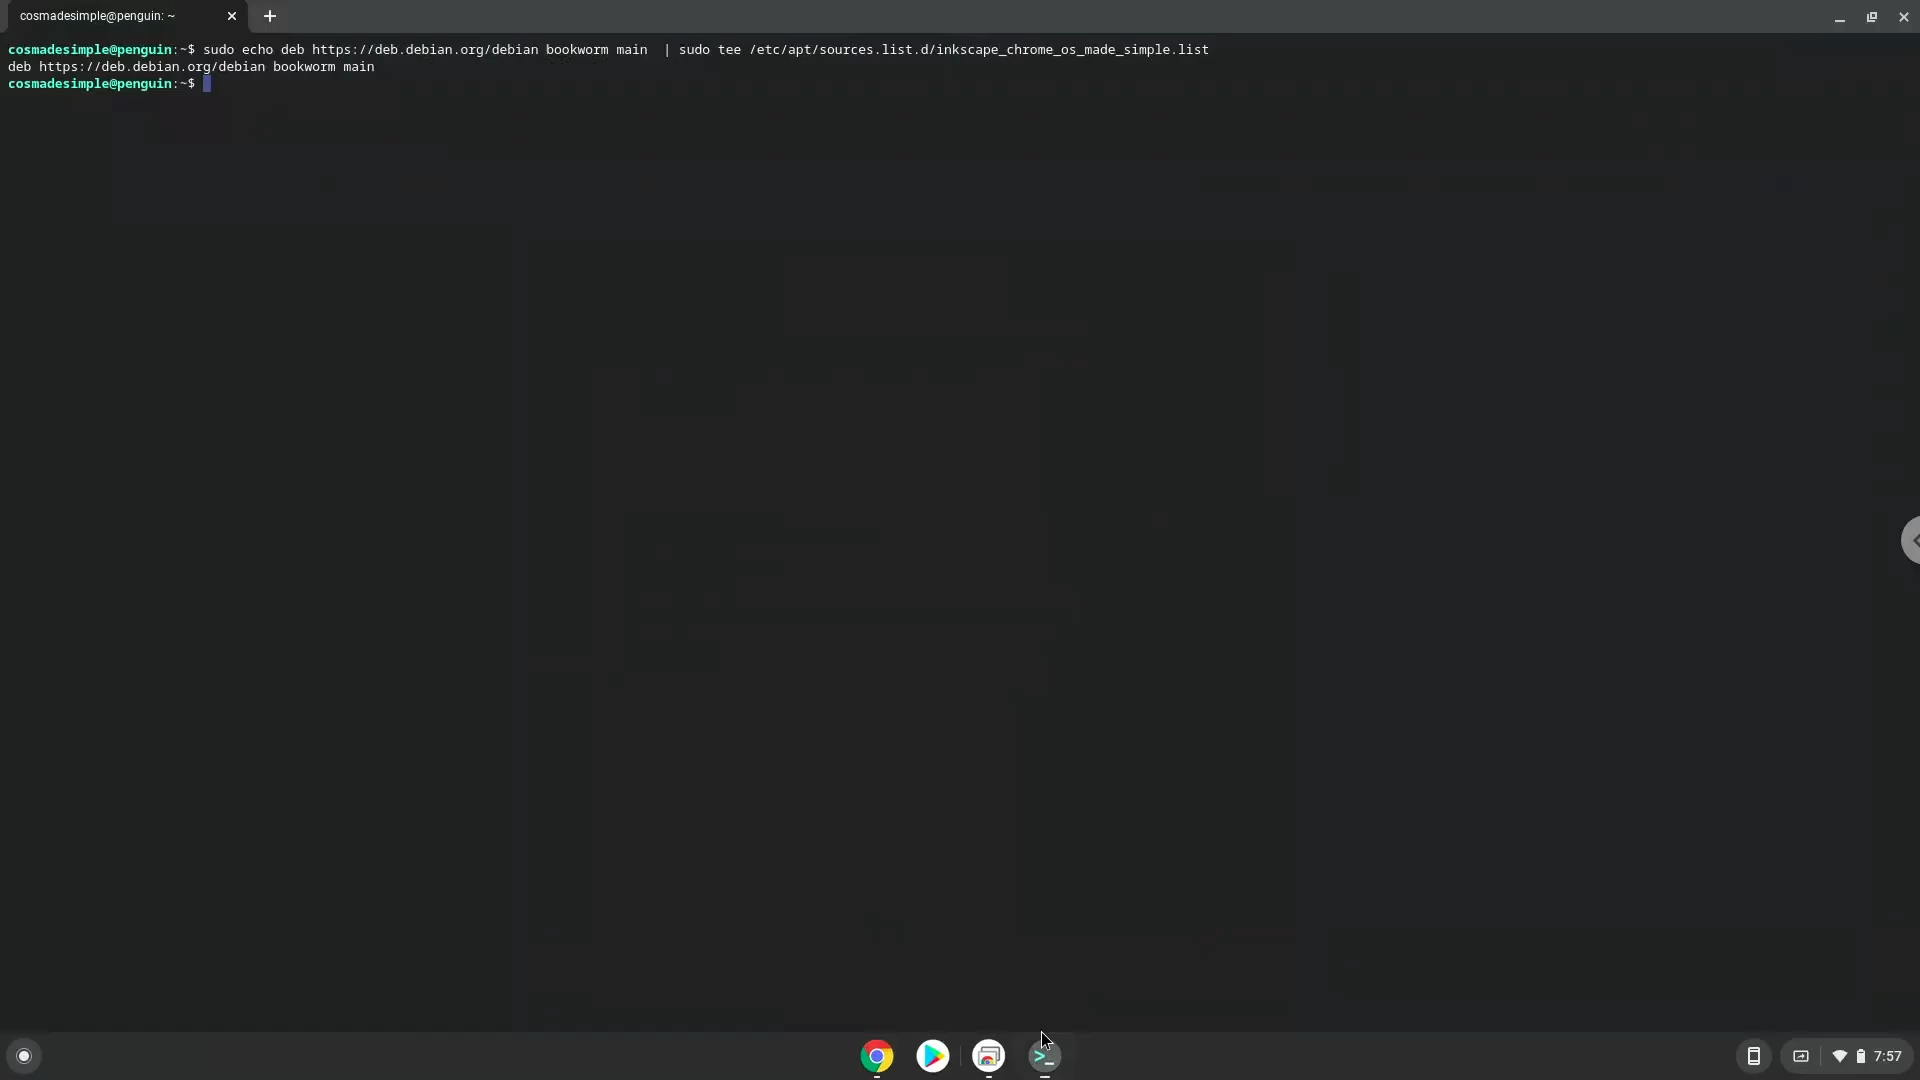 cosmadesimple@penguin: ~
cosmadesimple@penguin:~$ sudo echo deb https://deb.debian.org/debian bookworm main  | sudo tee /etc/apt/sources.list.d/inkscape_chrome_os_made_simple.list
deb https://deb.debian.org/debian bookworm main
cosmadesimple@penguin:~$
7:57